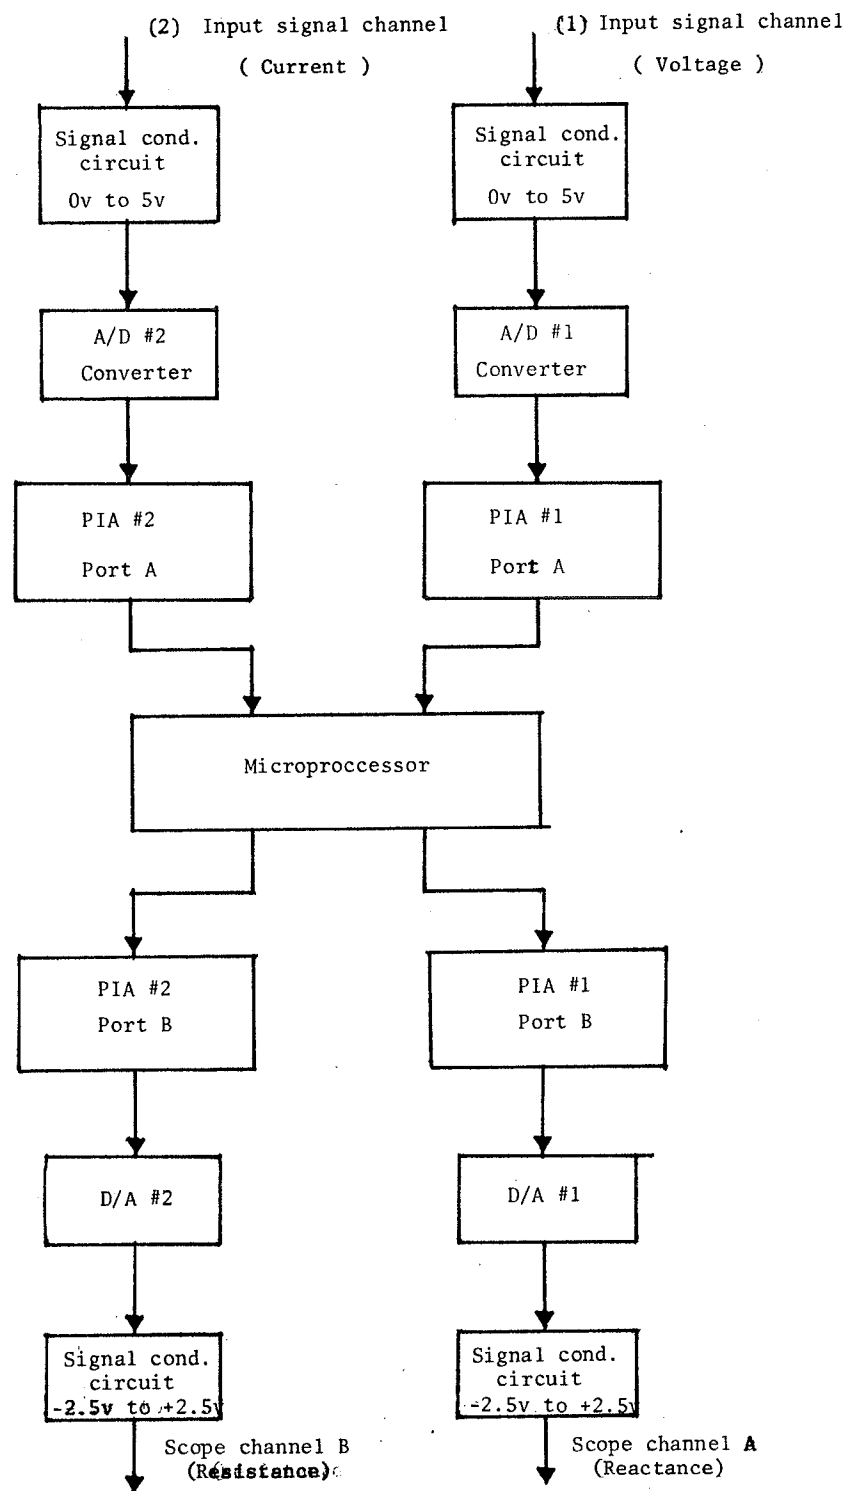 (2) Input signal channel
( Current )
(1) Input signal channel
( Voltage )
Signal cond.
circuit
0v to 5v
Signal cond.
circuit
0v to 5v
A/D #2
Converter
A/D #1
Converter
PIA #2
Port A
PIA #1
Port A
Microproccessor
PIA #2
Port B
PIA #1
Port B
D/A #2
D/A #1
Signal cond.
circuit
-2.5v to +2.5v
Signal cond.
circuit
-2.5v to +2.5v
Scope channel B
(Resistance)
Scope channel A
(Reactance)